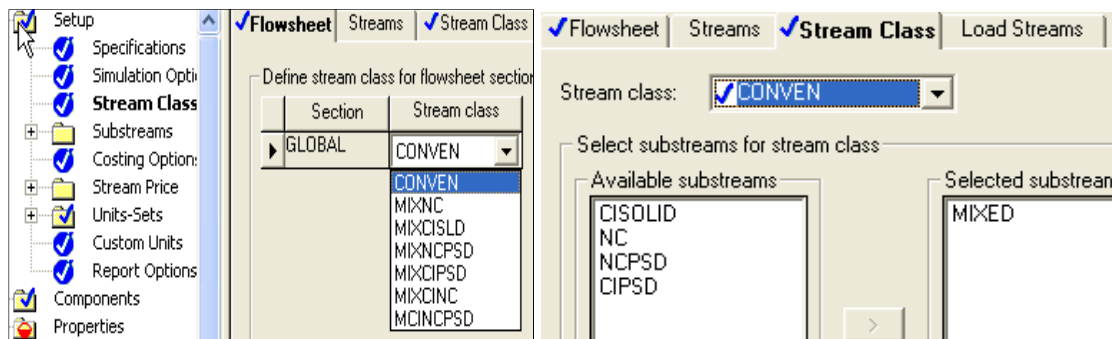 Setup
Specifications
Simulation Opti
Stream Class
Substreams
Costing Option
Stream Price
Units-Sets
Custom Units
Report Options
Components
Properties
Flowsheet Streams Stream Class
Define stream class for flowsheet section
Section Stream class
GLOBAL CONVEN
CONVEN
MIXNC
MIXCISLD
MIXNCPSD
MIXCIPSD
MIXCINC
MCINCPSD
Flowsheet Streams Stream Class Load Streams
Stream class: CONVEN
Select substreams for stream class
Available substreams
CISOLID
NC
NCPSD
CIPSD
>
Selected substream
MIXED